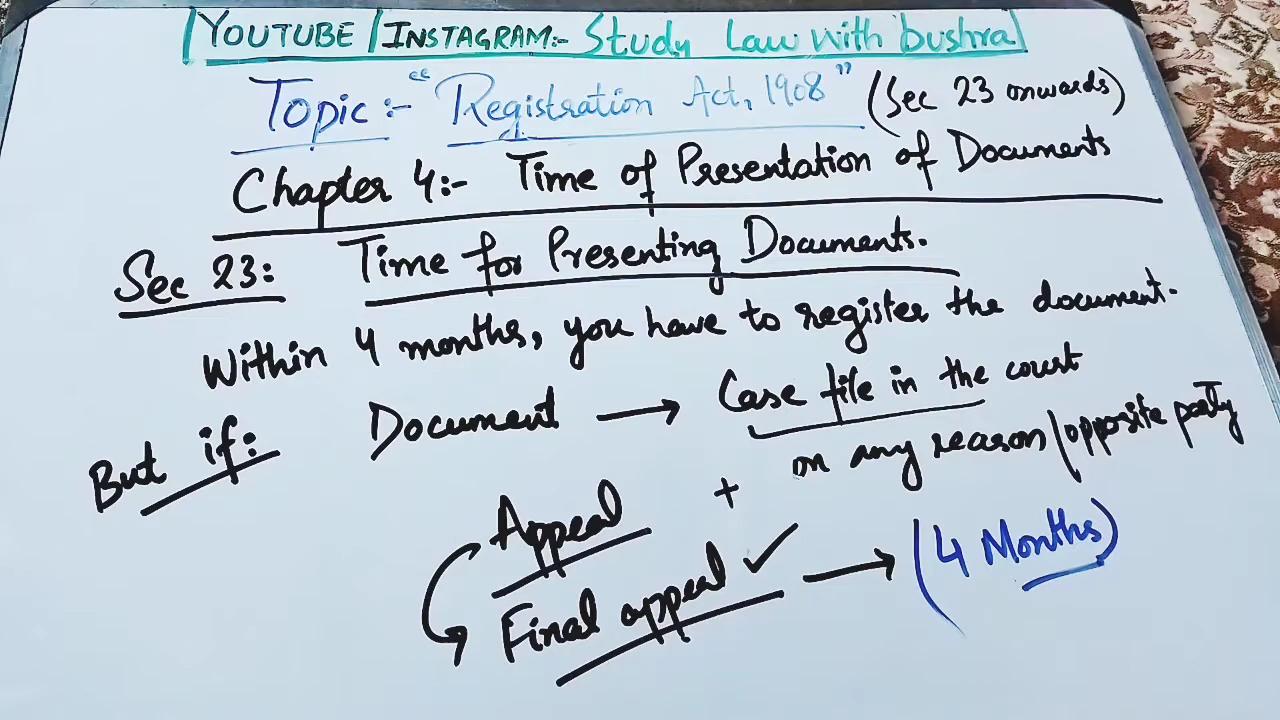 YOUTUBE / INSTAGRAM:- Study Law with bushra
Topic:- "Registration Act, 1908" (Sec 23 onwards)
Chapter 4:- Time of Presentation of Documents
Sec 23: Time for Presenting Documents.
Within 4 months, you have to register the document.
But if: Document → Case file in the court
on any reason/opposite party
Appeal +
Final appeal ✓ → (4 Months)